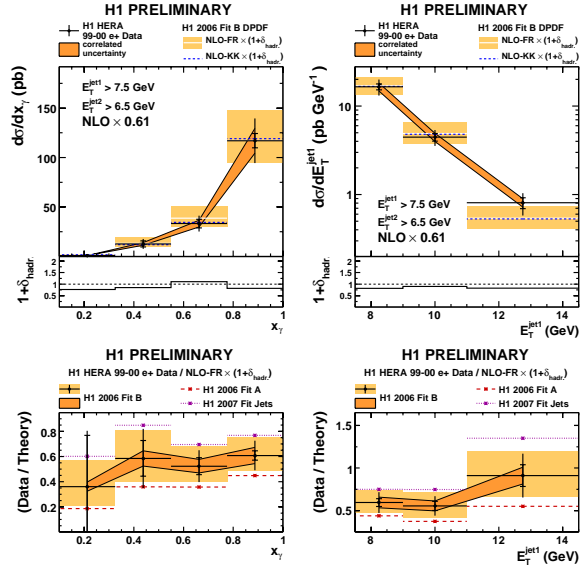 H1 PRELIMINARY
H1 HERA
99-00 e+ Data
correlated
uncertainty
H1 2006 Fit B DPDF
NLO-FR×(1+δhadr.)
NLO-KK×(1+δhadr.)
E_T^jet1 > 7.5 GeV
E_T^jet2 > 6.5 GeV
NLO × 0.61
dσ/dxγ (pb)
150
125
100
75
50
25
1+δhadr.
2
1.5
1
0.5
0.2 0.4 0.6 0.8 1
xγ
H1 PRELIMINARY
H1 HERA
99-00 e+ Data
correlated
uncertainty
H1 2006 Fit B DPDF
NLO-FR×(1+δhadr.)
NLO-KK×(1+δhadr.)
E_T^jet1 > 7.5 GeV
E_T^jet2 > 6.5 GeV
NLO × 0.61
dσ/dE_T^jet1 (pb GeV⁻¹)
10
1
1+δhadr.
2
1.5
1
0.5
8 10 12 14
E_T^jet1 (GeV)
H1 PRELIMINARY
H1 HERA 99-00 e+ Data / NLO-FR×(1+δhadr.)
H1 2006 Fit B
H1 2006 Fit A
H1 2007 Fit Jets
(Data / Theory)
0.8
0.6
0.4
0.2
0
0.2 0.4 0.6 0.8 1
xγ
H1 PRELIMINARY
H1 HERA 99-00 e+ Data / NLO-FR×(1+δhadr.)
H1 2006 Fit B
H1 2006 Fit A
H1 2007 Fit Jets
(Data / Theory)
1.5
1
0.5
8 10 12 14
E_T^jet1 (GeV)